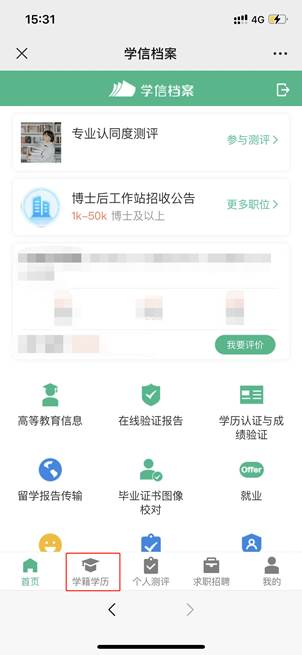 15:31
4G
学信档案
学信档案
专业认同度测评
参与测评
博士后工作站招收公告
更多职位
1k-50k 博士及以上
我要评价
高等教育信息
在线验证报告
学历认证与成
绩验证
Offer
留学报告传输
毕业证书图像
校对
就业
首页
学籍学历
个人测评
求职招聘
我的